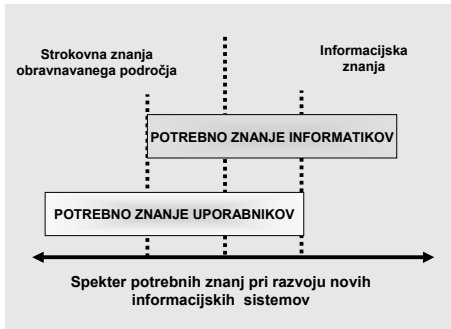 Strokovna znanja
obravnavanega področja
Informacijska
znanja
POTREBNO ZNANJE INFORMATIKOV
POTREBNO ZNANJE UPORABNIKOV
Spekter potrebnih znanj pri razvoju novih
informacijskih sistemov